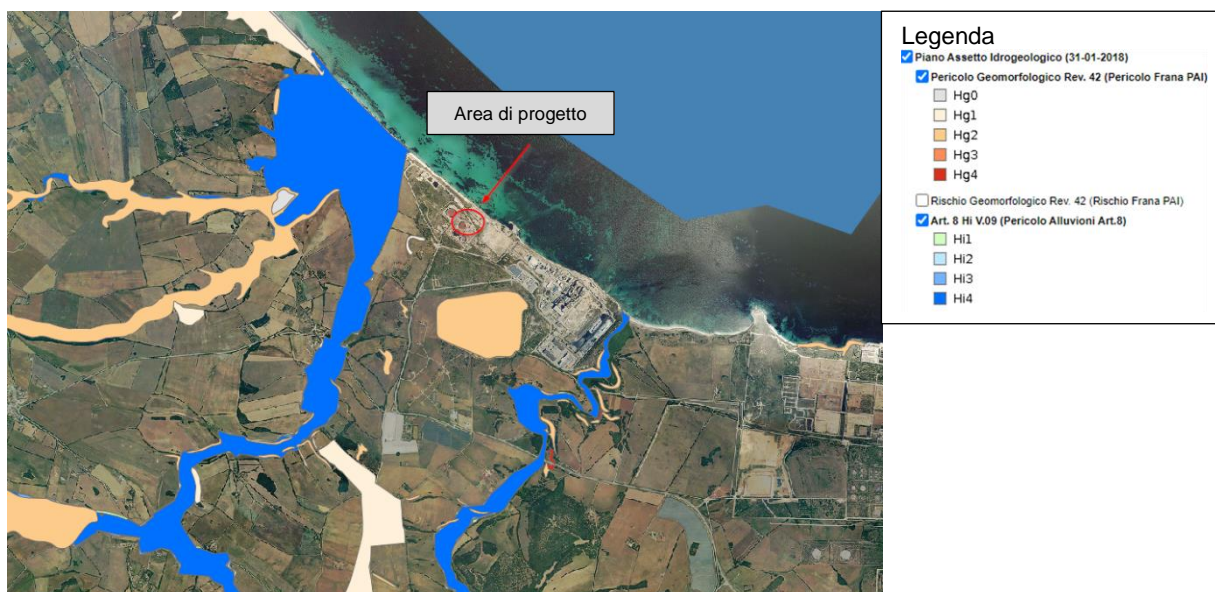 Area di progetto
Legenda
Piano Assetto Idrogeologico (31-01-2018)
Pericolo Geomorfologico Rev. 42 (Pericolo Frana PAI)
Hg0
Hg1
Hg2
Hg3
Hg4
Rischio Geomorfologico Rev. 42 (Rischio Frana PAI)
Art. 8 Hi V.09 (Pericolo Alluvioni Art.8)
Hi1
Hi2
Hi3
Hi4